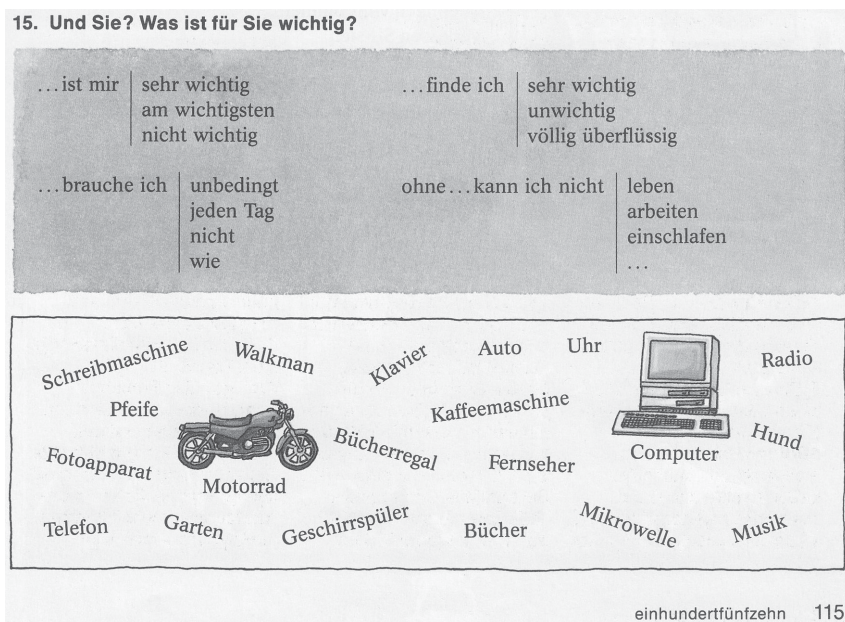 15. Und Sie? Was ist für Sie wichtig?
...ist mir
sehr wichtig
am wichtigsten
nicht wichtig
...finde ich
sehr wichtig
unwichtig
völlig überflüssig
...brauche ich
unbedingt
jeden Tag
nicht
wie
ohne...kann ich nicht
leben
arbeiten
einschlafen
...
Schreibmaschine
Walkman
Klavier
Auto
Uhr
Radio
Pfeife
Kaffeemaschine
Hund
Fotoapparat
Motorrad
Bücherregal
Fernseher
Computer
Telefon
Garten
Geschirrspüler
Bücher
Mikrowelle
Musik
einhundertfünfzehn 115